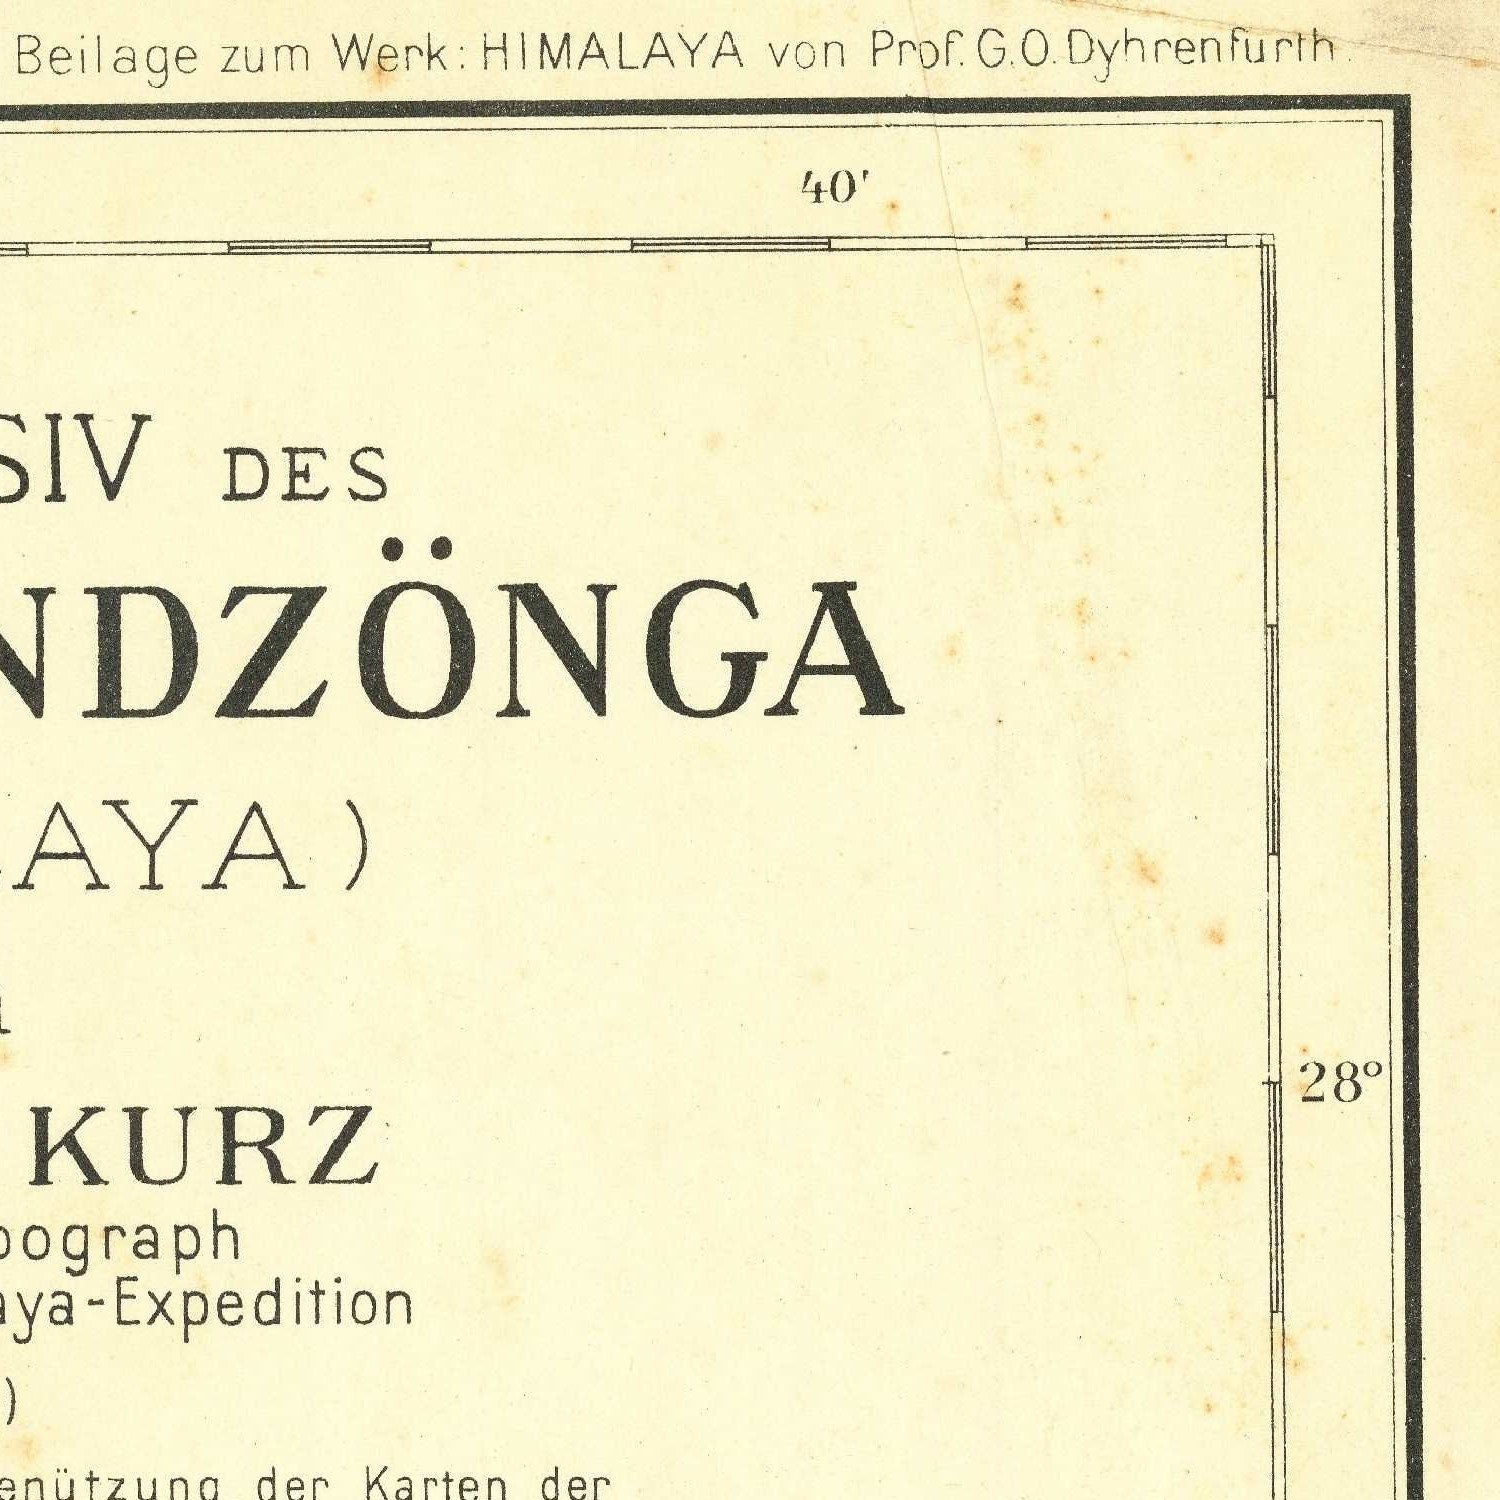 Beilage zum Werk: HIMALAYA von Prof. G.O. Dyhrenfurth.
40'
SIV DES
NDZÖNGA
AYA)
28°
KURZ
pograph
aya-Expedition
)
enützung der Karten der